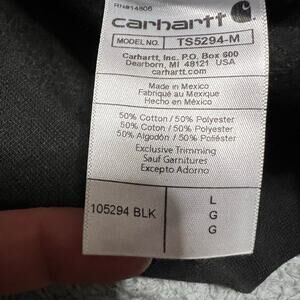 RN#14806
carhartt
MODEL NO. TS5294-M
Carhartt, Inc. P.O. Box 600
Dearborn, MI 48121 USA
Made in Mexico
Fabriqué au Mexique
Hecho en México
50% Cotton / 50% Polyester
50% Coton / 50% Polyester
50% Algodón / 50% Poliéster
Exclusive Trimming
Sauf Garnitures
Excepto Adorno
105294 BLK
L
G
G